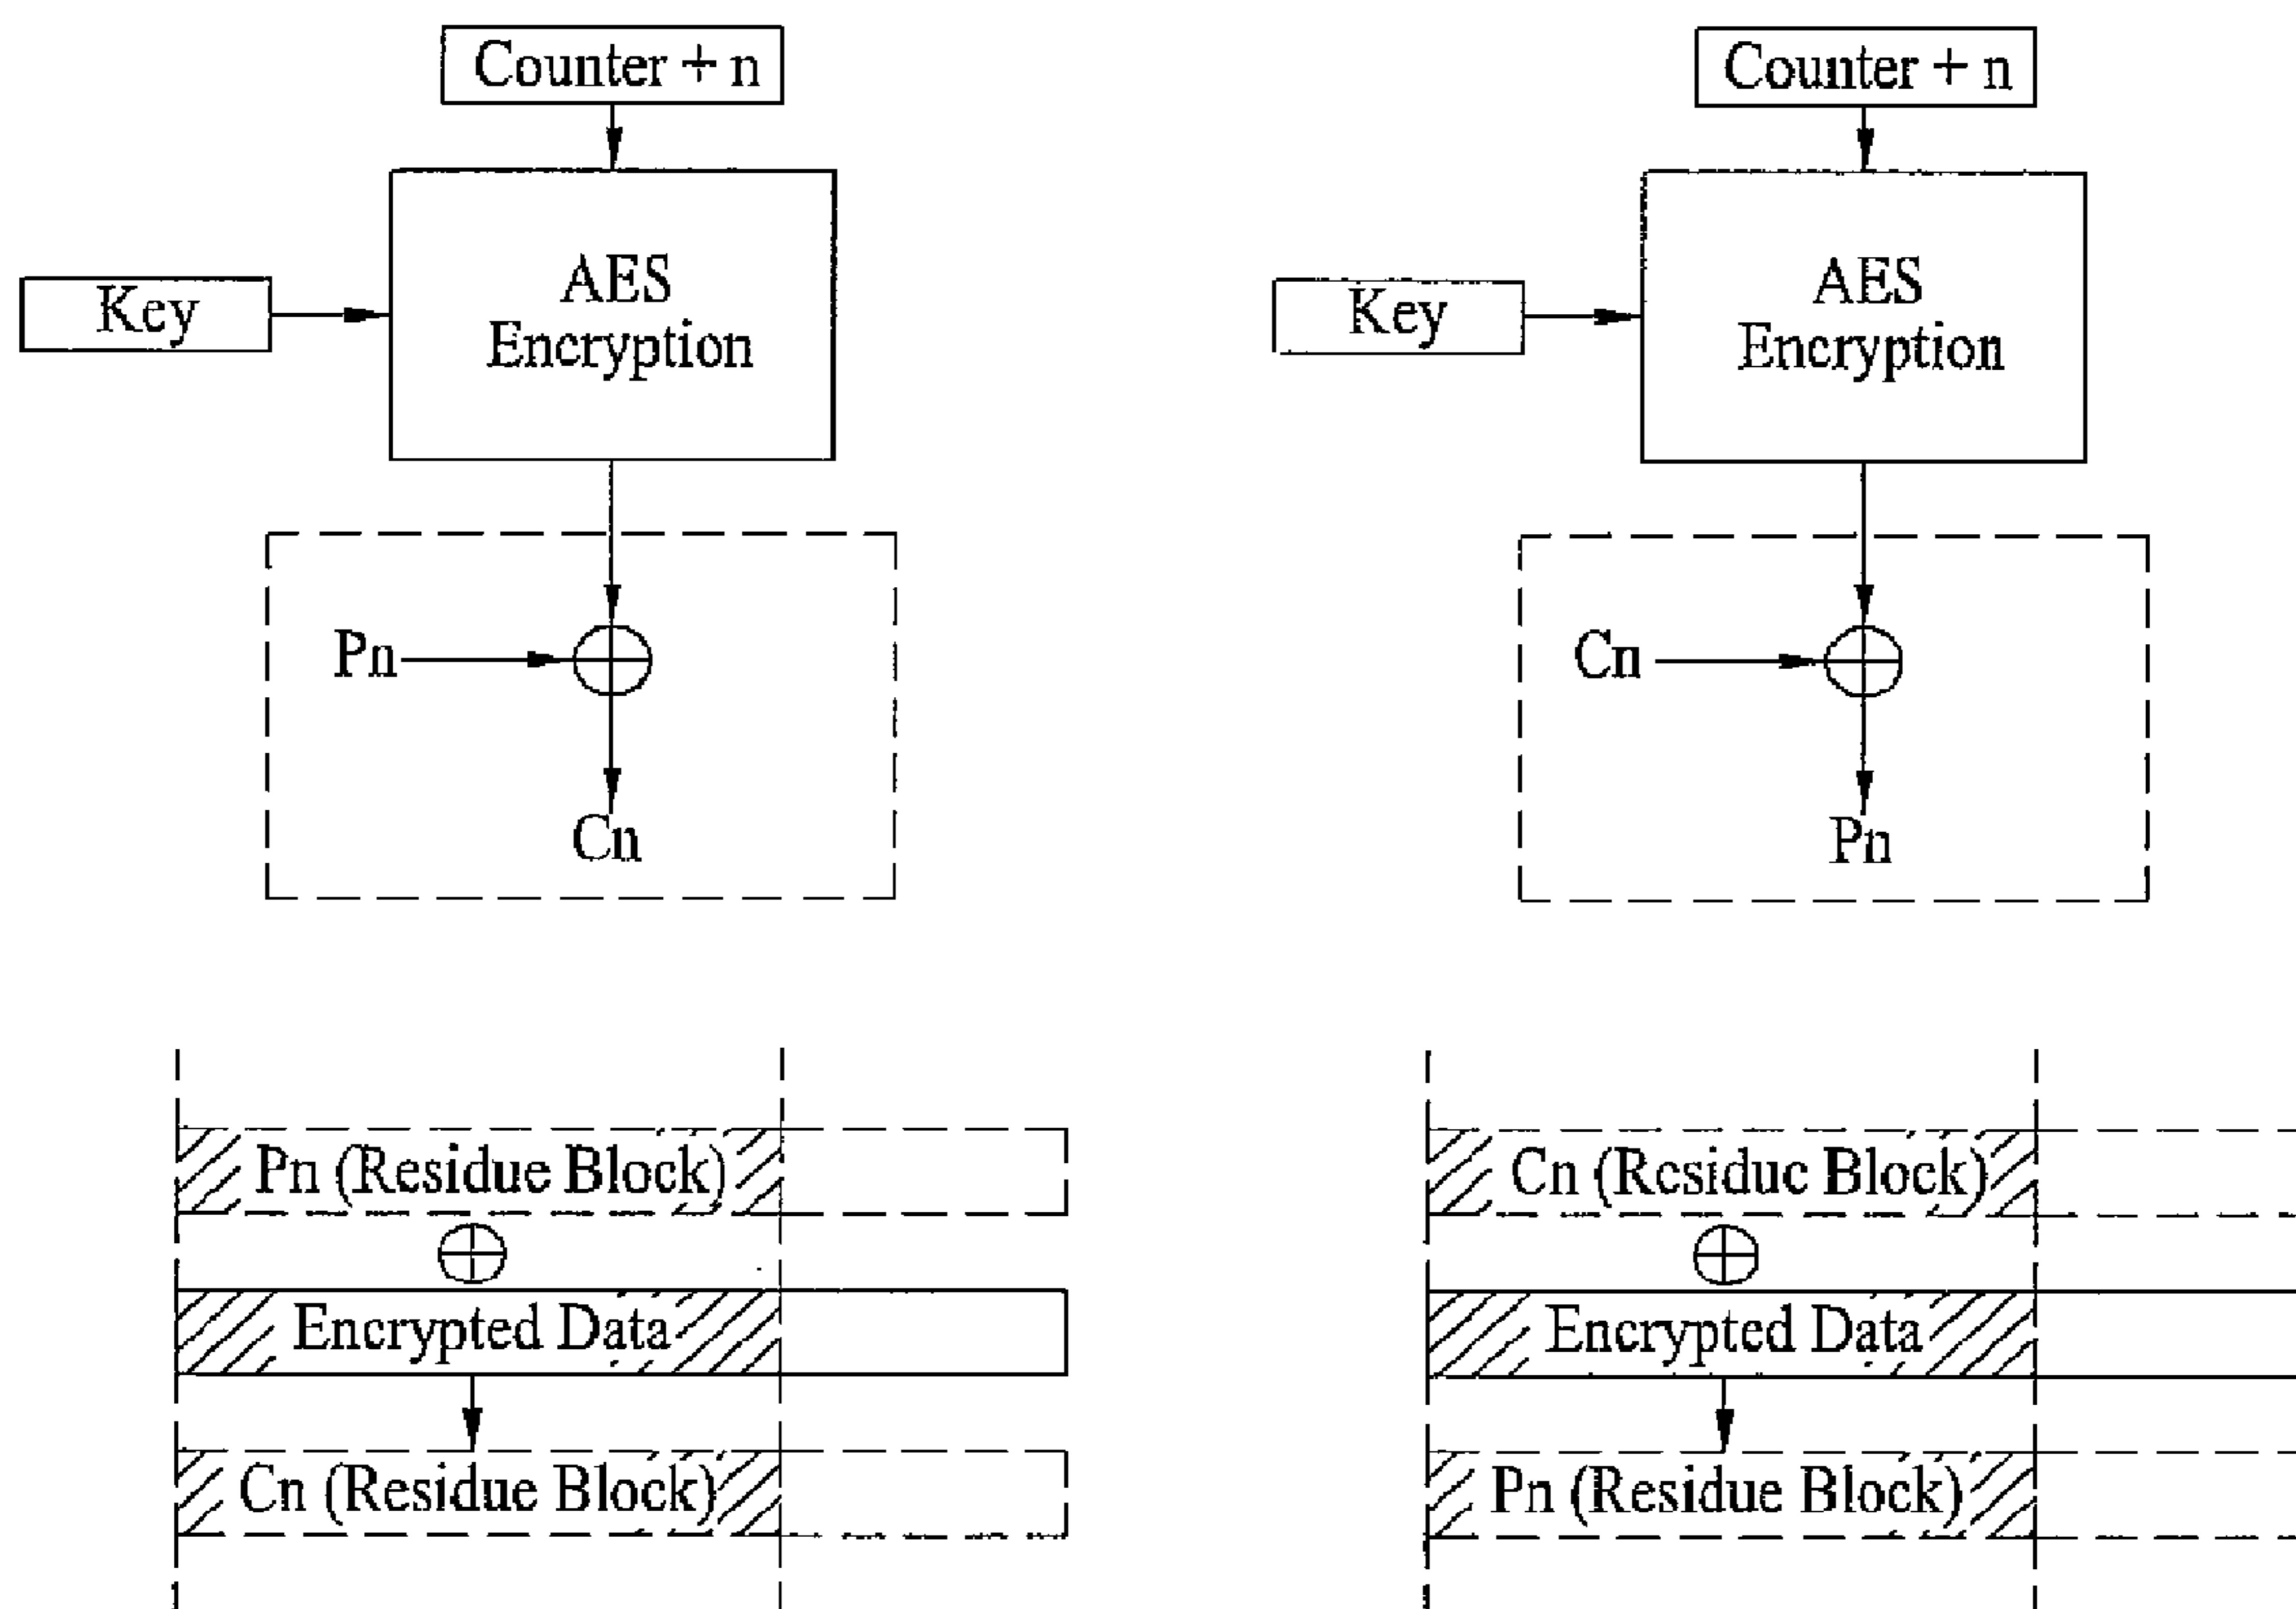 Counter + n
Key
AES
Encryption
Pn
Cn
Pn (Residue Block)
Encrypted Data
Cn (Residue Block)
Counter + n
Key
AES
Encryption
Cn
Pn
Cn (Residue Block)
Encrypted Data
Pn (Residue Block)